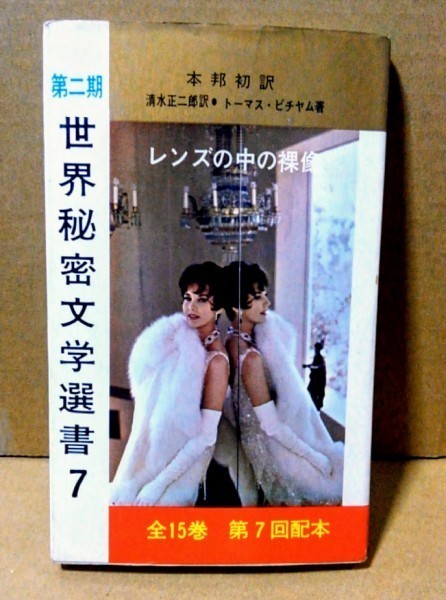 第二期
世界秘密文学選書7
本邦初訳
清水正二郎訳●トーマス・ピチヤム著
レンズの中の裸像
全15巻 第7回配本